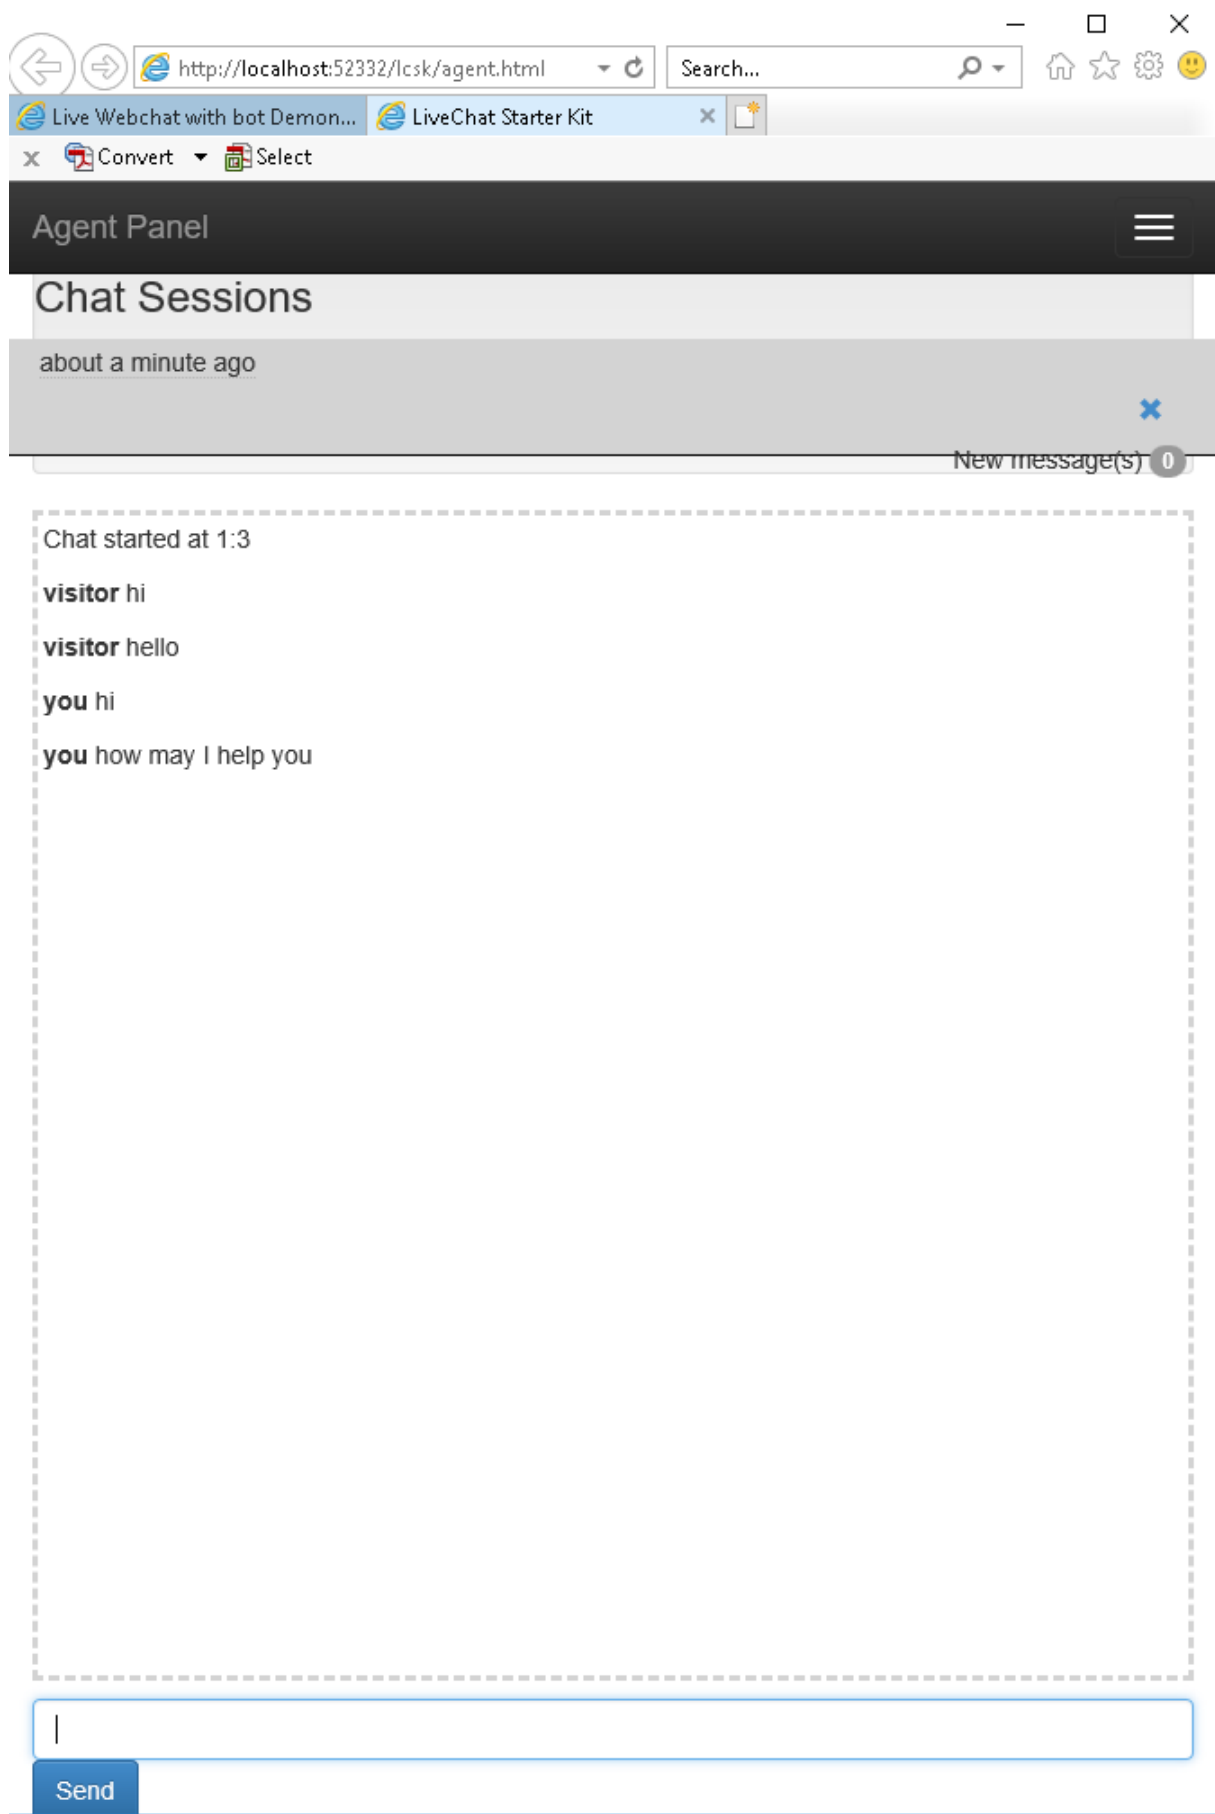 http://localhost:52332/lcsk/agent.html
Search...
Live Webchat with bot Demon...
LiveChat Starter Kit
x Convert Select
Agent Panel
Chat Sessions
about a minute ago
New message(s) 0
Chat started at 1:3
visitor hi
visitor hello
you hi
you how may I help you
Send